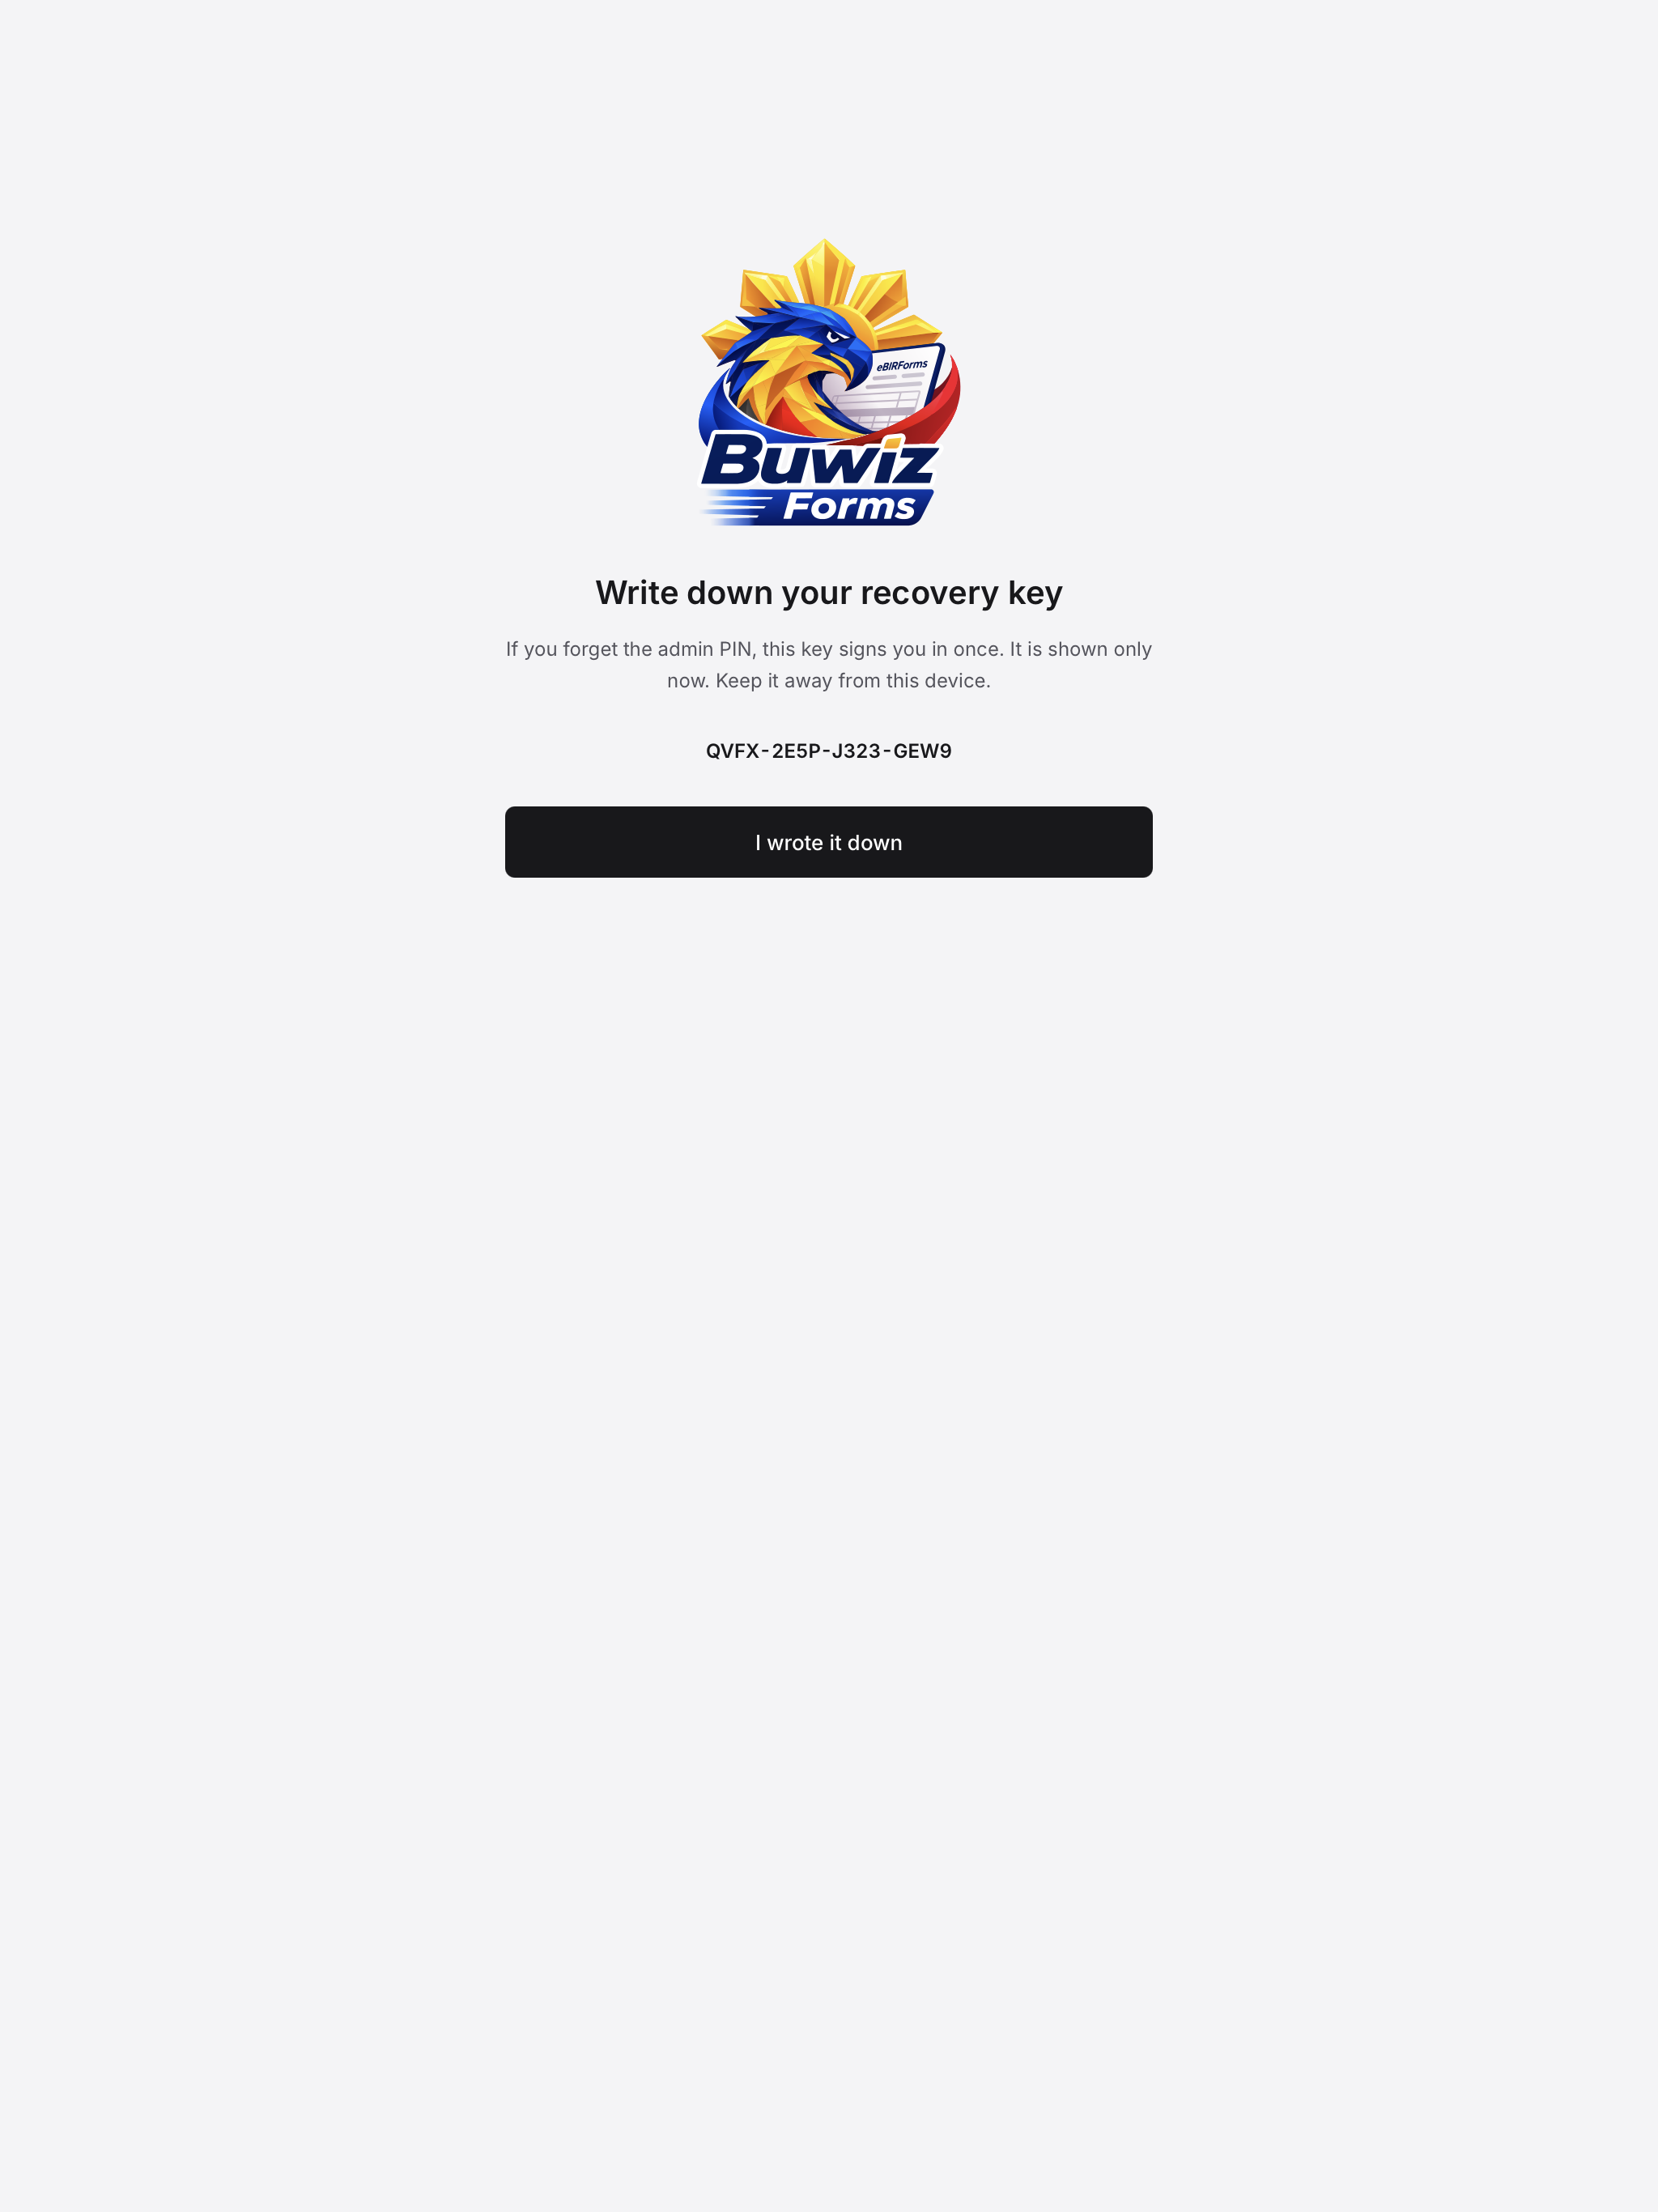 eBIRForms
Buwiz
Forms
Write down your recovery key
If you forget the admin PIN, this key signs you in once. It is shown only
now. Keep it away from this device.
QVFX-2E5P-J323-GEW9
I wrote it down